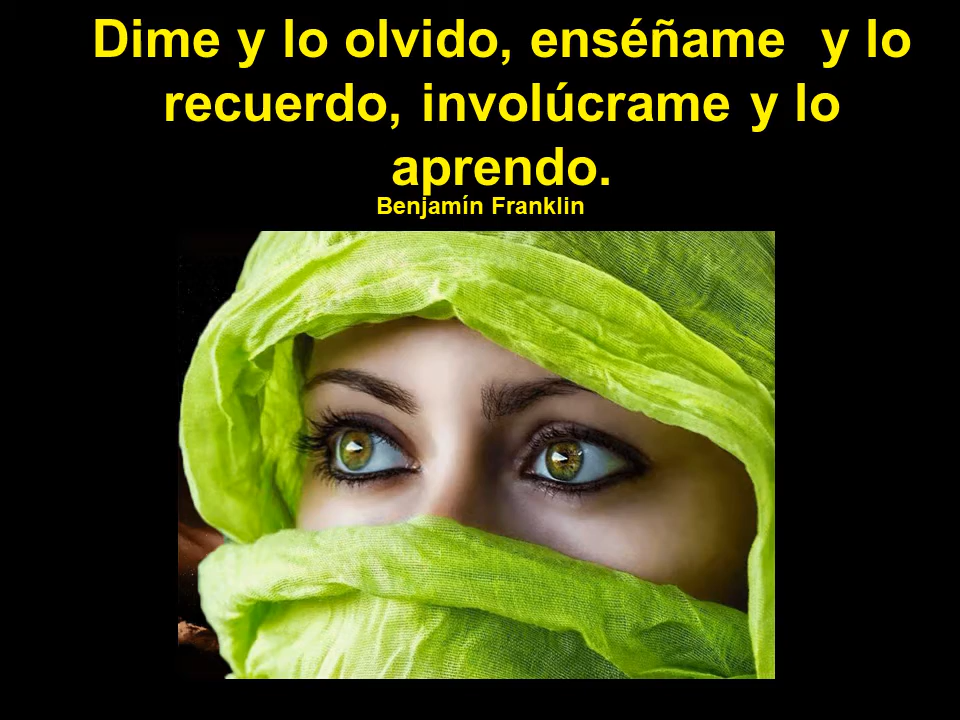 Dime y lo olvido, enséñame  y lo
recuerdo, involúcrame y lo
aprendo.
Benjamín Franklin